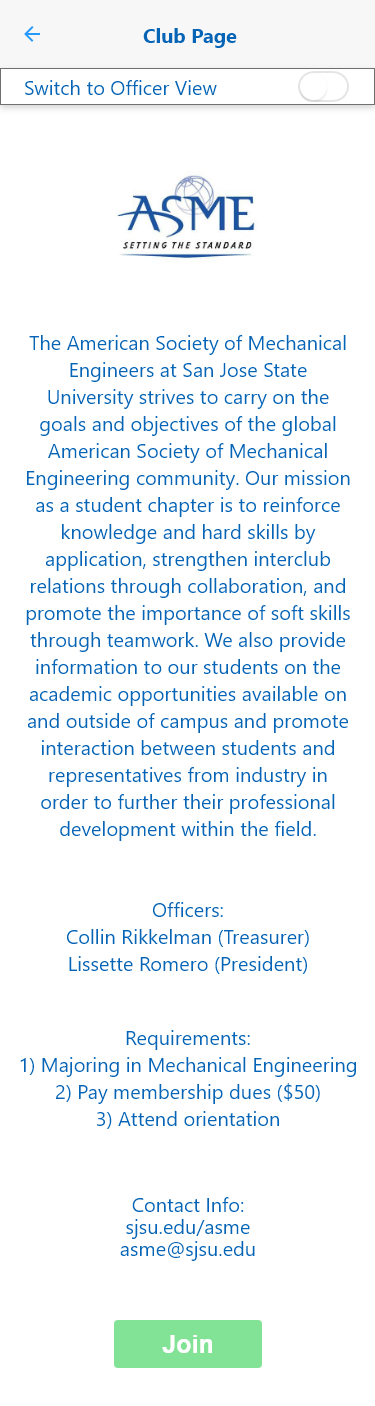 Club Page
Switch to Officer View
ASME
SETTING THE STANDARD
The American Society of Mechanical
Engineers at San Jose State
University strives to carry on the
goals and objectives of the global
American Society of Mechanical
Engineering community. Our mission
as a student chapter is to reinforce
knowledge and hard skills by
application, strengthen interclub
relations through collaboration, and
promote the importance of soft skills
through teamwork. We also provide
information to our students on the
academic opportunities available on
and outside of campus and promote
interaction between students and
representatives from industry in
order to further their professional
development within the field.
Officers:
Collin Rikkelman (Treasurer)
Lissette Romero (President)
Requirements:
1) Majoring in Mechanical Engineering
2) Pay membership dues ($50)
3) Attend orientation
Contact Info:
sjsu.edu/asme
asme@sjsu.edu
Join